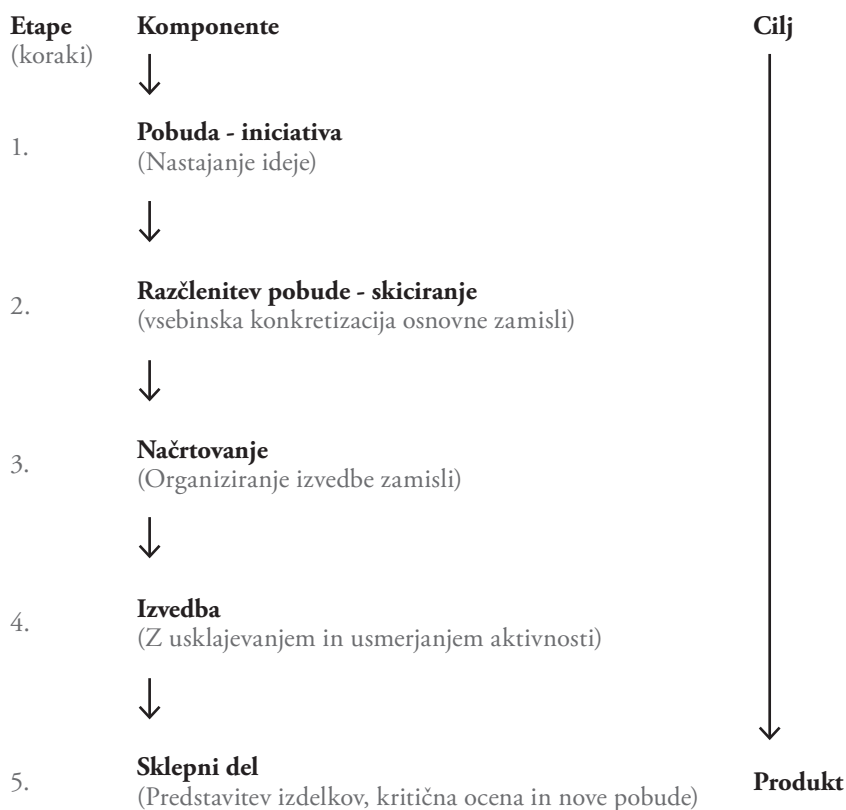 Etape Komponente Cilj
(koraki)
1. Pobuda - iniciativa
(Nastajanje ideje)
2. Razčlenitev pobude - skiciranje
(vsebinska konkretizacija osnovne zamisli)
3. Načrtovanje
(Organiziranje izvedbe zamisli)
4. Izvedba
(Z usklajevanjem in usmerjanjem aktivnosti)
5. Sklepni del Produkt
(Predstavitev izdelkov, kritična ocena in nove pobude)